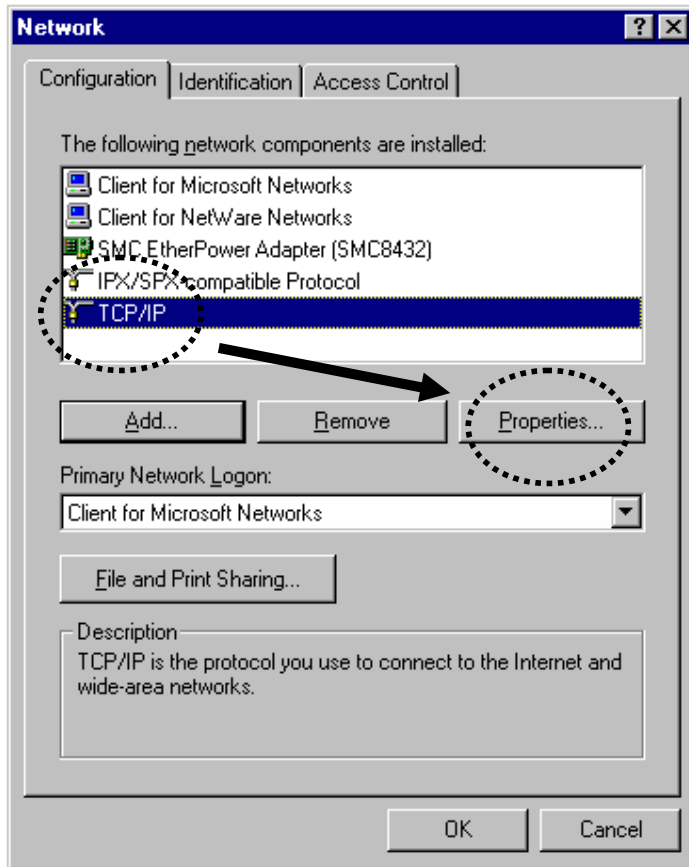 Network
Configuration Identification Access Control
The following network components are installed:
Client for Microsoft Networks
Client for NetWare Networks
SMC EtherPower Adapter (SMC8432)
IPX/SPX-compatible Protocol
TCP/IP
Add... Remove Properties...
Primary Network Logon:
Client for Microsoft Networks
File and Print Sharing...
Description
TCP/IP is the protocol you use to connect to the Internet and
wide-area networks.
OK Cancel